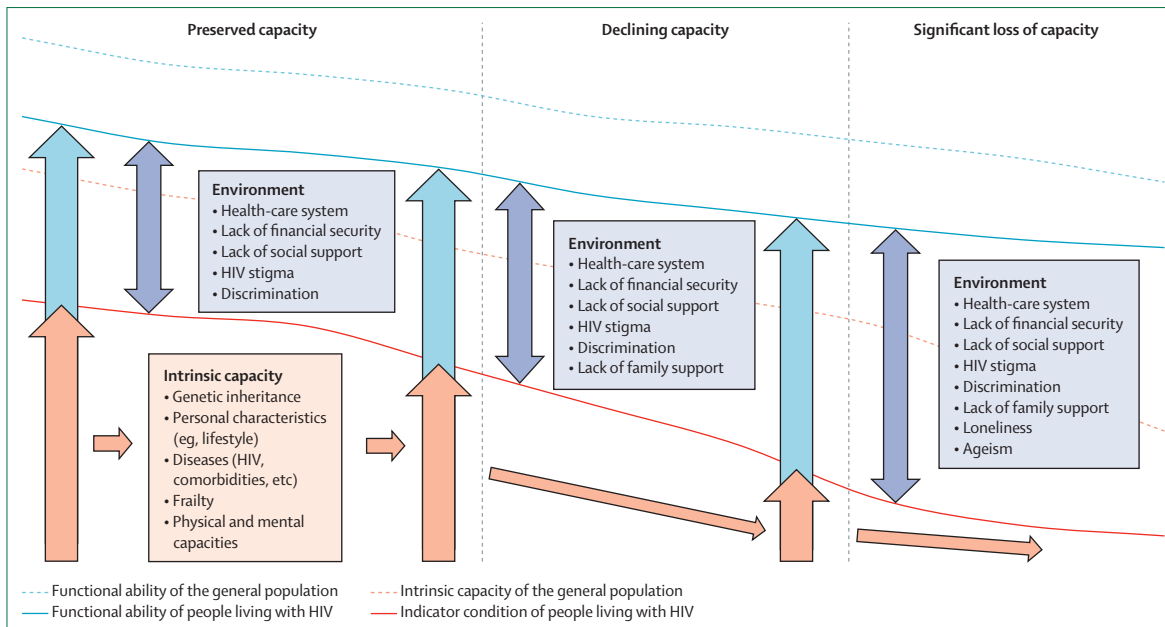 Preserved capacity
Declining capacity
Significant loss of capacity
Environment
• Health-care system
• Lack of financial security
• Lack of social support
• HIV stigma
• Discrimination
Intrinsic capacity
• Genetic inheritance
• Personal characteristics
(eg, lifestyle)
• Diseases (HIV,
comorbidities, etc)
• Frailty
• Physical and mental
capacities
Environment
• Health-care system
• Lack of financial security
• Lack of social support
• HIV stigma
• Discrimination
• Lack of family support
Environment
• Health-care system
• Lack of financial security
• Lack of social support
• HIV stigma
• Discrimination
• Lack of family support
• Loneliness
• Ageism
Functional ability of the general population
Functional ability of people living with HIV
Intrinsic capacity of the general population
Indicator condition of people living with HIV